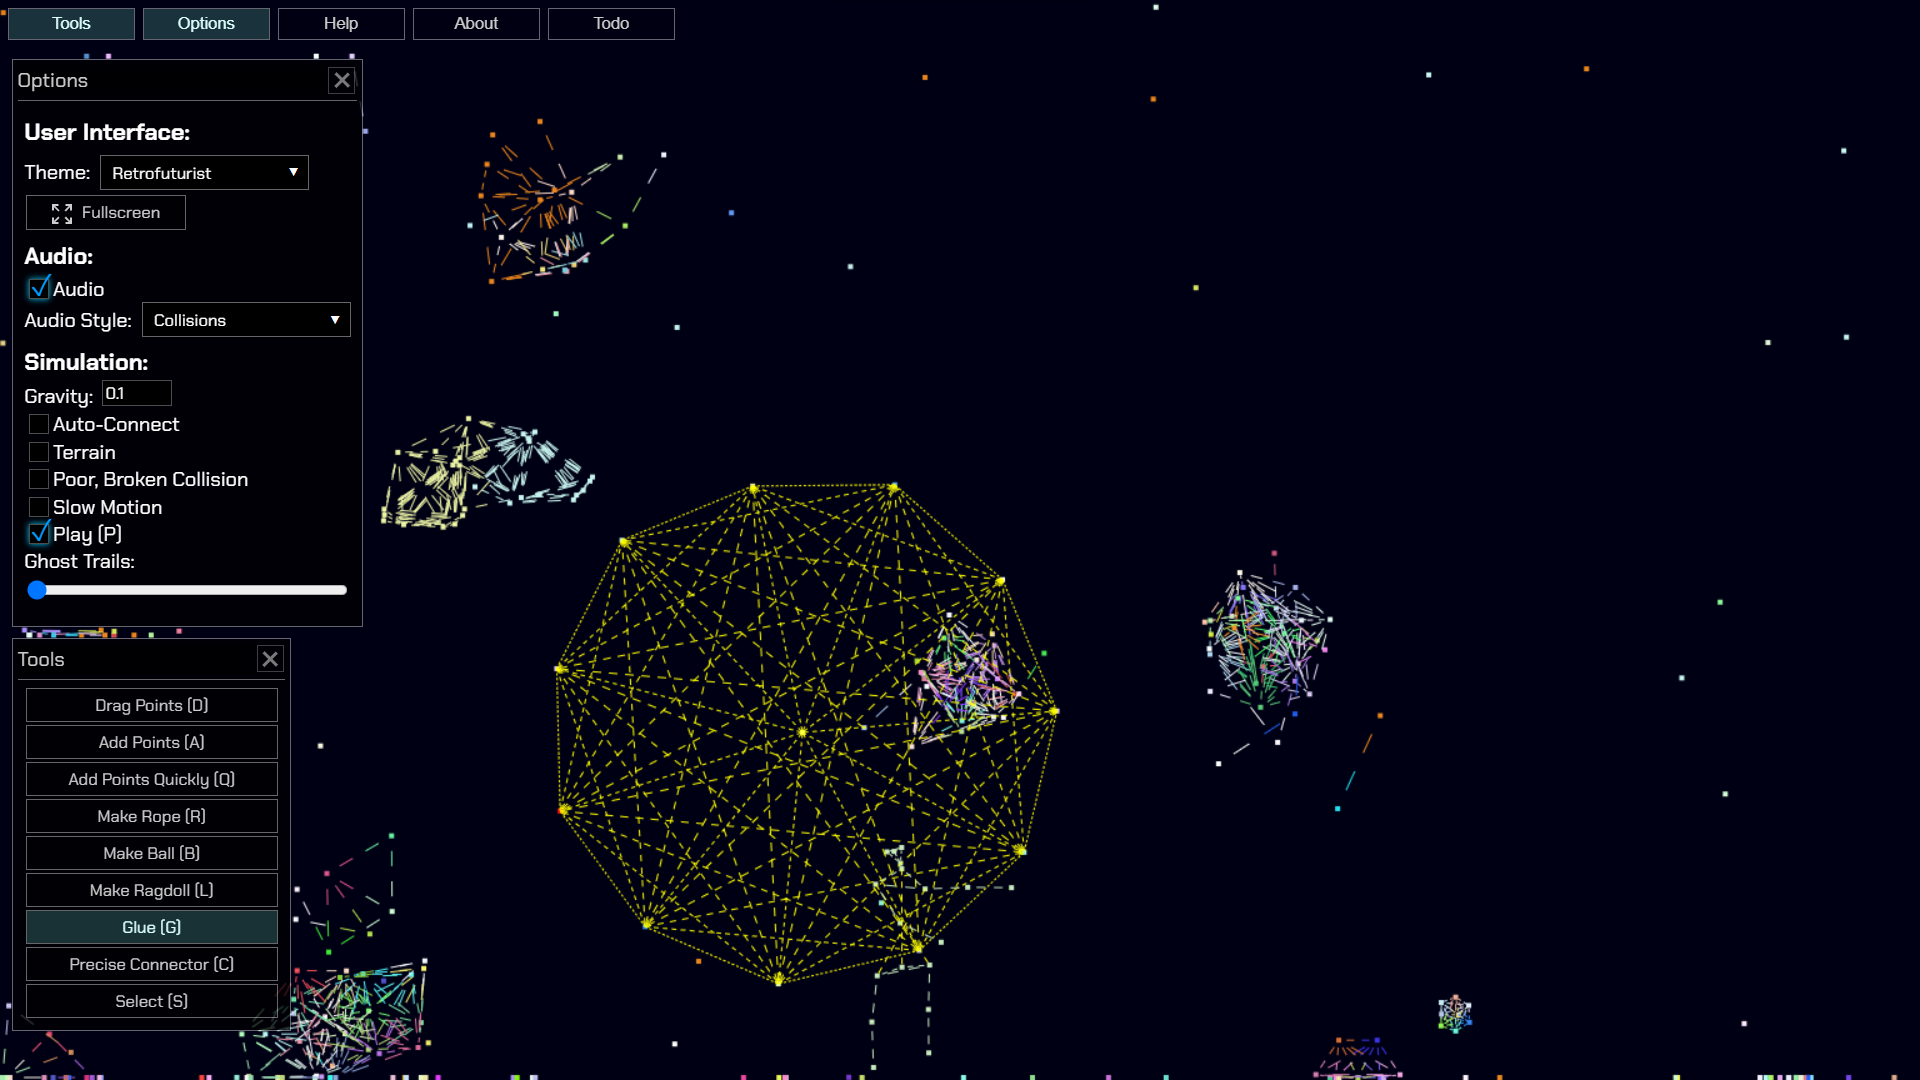 Tools
Options
Help
About
Todo
Options
User Interface:
Theme: Retrofuturist
Fullscreen
Audio:
Audio
Audio Style: Collisions
Simulation:
Gravity: 0.1
Auto-Connect
Terrain
Poor, Broken Collision
Slow Motion
Play (P)
Ghost Trails:
Tools
Drag Points (D)
Add Points (A)
Add Points Quickly (Q)
Make Rope (R)
Make Ball (B)
Make Ragdoll (L)
Glue (G)
Precise Connector (C)
Select (S)